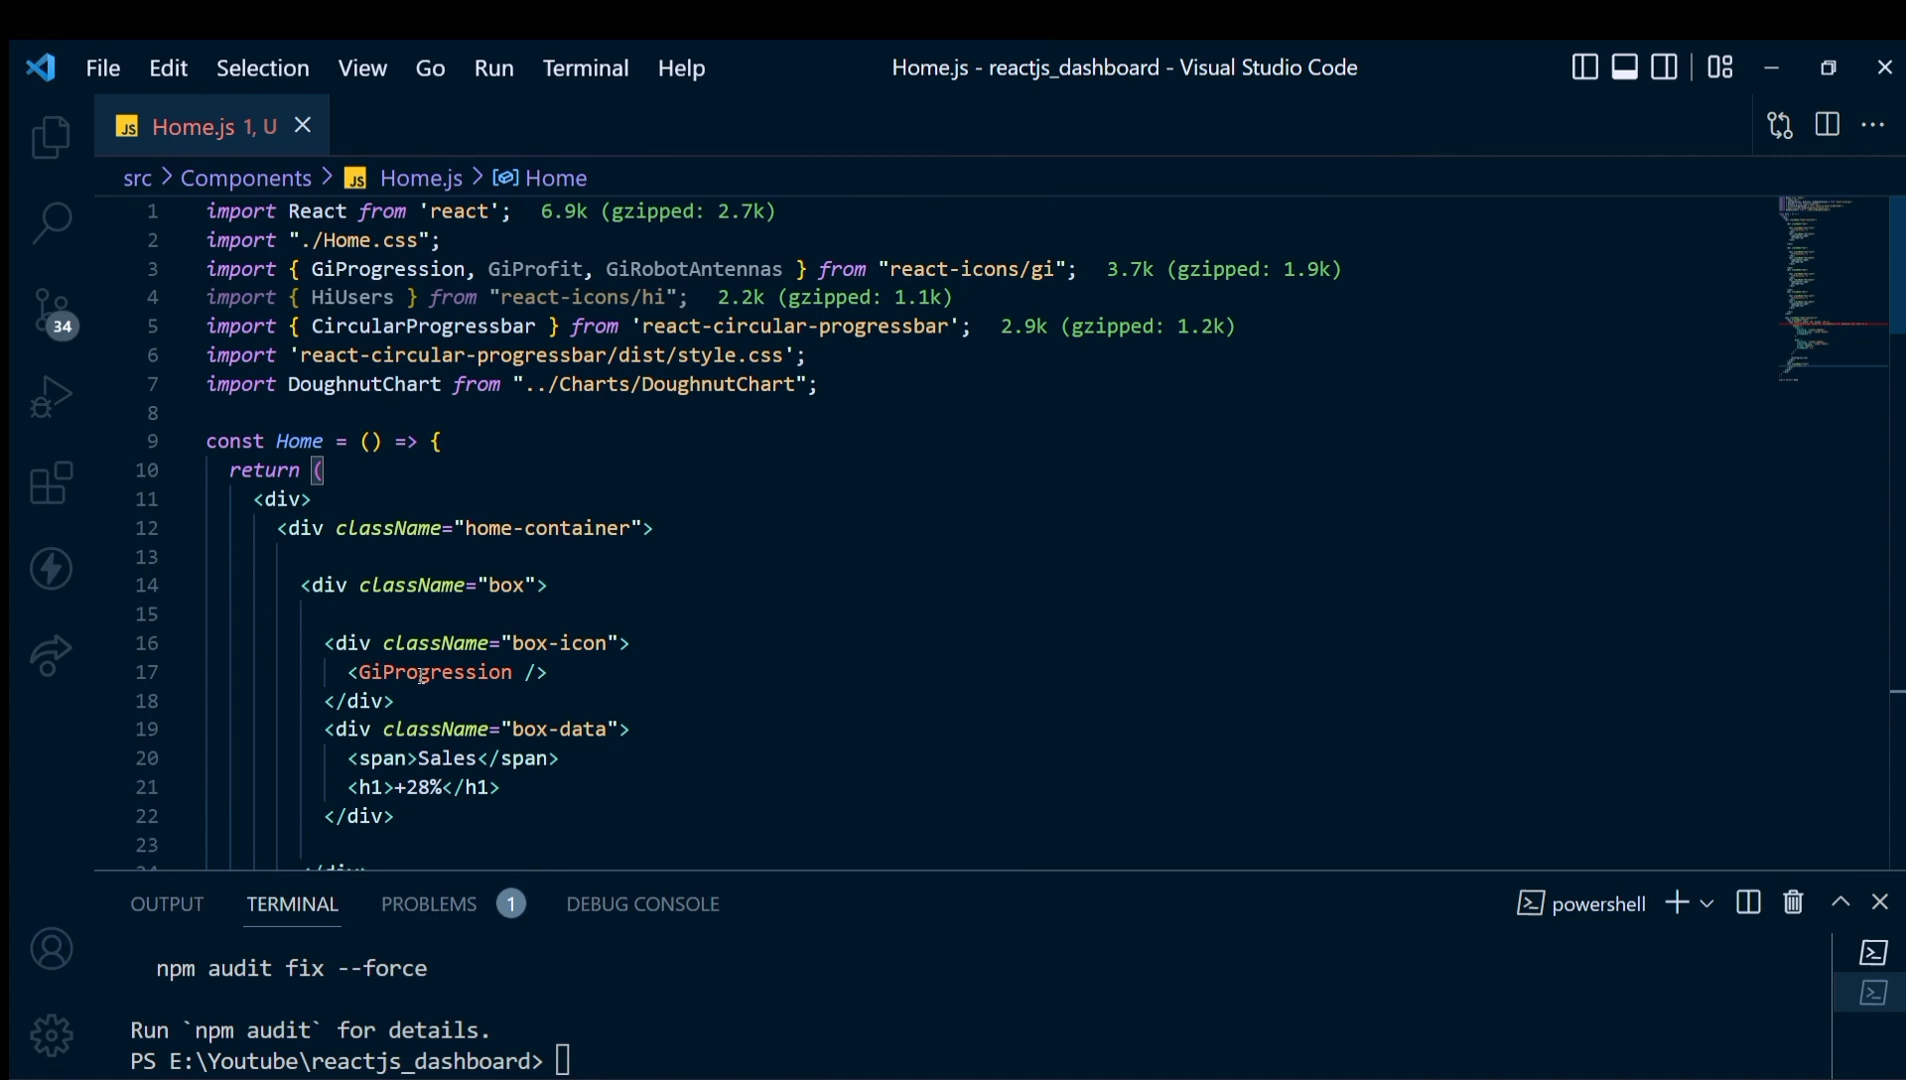 File Edit Selection View Go Run Terminal Help Home.js - reactjs_dashboard - Visual Studio Code
JS Home.js 1, U
src > Components > JS Home.js > Home
1 import React from 'react'; 6.9k (gzipped: 2.7k)
2 import "./Home.css";
3 import { GiProgression, GiProfit, GiRobotAntennas } from "react-icons/gi"; 3.7k (gzipped: 1.9k)
4 import { HiUsers } from "react-icons/hi"; 2.2k (gzipped: 1.1k)
5 import { CircularProgressbar } from 'react-circular-progressbar'; 2.9k (gzipped: 1.2k)
6 import 'react-circular-progressbar/dist/style.css';
7 import DoughnutChart from "../Charts/DoughnutChart";
8
9 const Home = () => {
10 return (
11 <div>
12 <div className="home-container">
13
14 <div className="box">
15
16 <div className="box-icon">
17 <GiProgression />
18 </div>
19 <div className="box-data">
20 <span>Sales</span>
21 <h1>+28%</h1>
22 </div>
23
34
OUTPUT TERMINAL PROBLEMS 1 DEBUG CONSOLE powershell
npm audit fix --force
Run `npm audit` for details.
PS E:\Youtube\reactjs_dashboard>